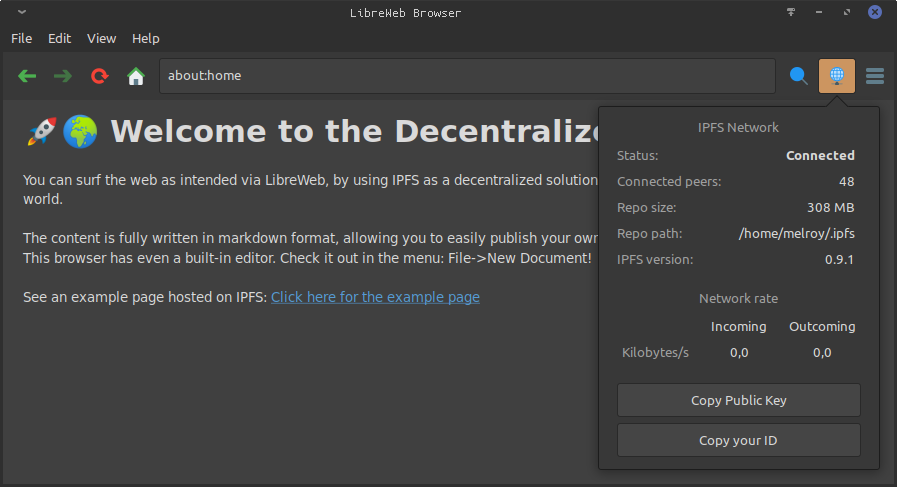 LibreWeb Browser
File Edit View Help
about:home
Welcome to the Decentralize
You can surf the web as intended via LibreWeb, by using IPFS as a decentralized solution
world.
The content is fully written in markdown format, allowing you to easily publish your own
This browser has even a built-in editor. Check it out in the menu: File->New Document!
See an example page hosted on IPFS: Click here for the example page
IPFS Network
Status: Connected
Connected peers: 48
Repo size: 308 MB
Repo path: /home/melroy/.ipfs
IPFS version: 0.9.1
Network rate
Incoming Outcoming
Kilobytes/s 0,0 0,0
Copy Public Key
Copy your ID